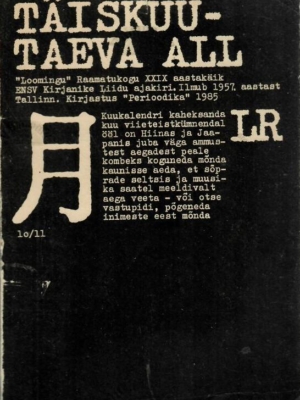 TÄISKUU-
TAEVA ALL
"Loomingu" Raamatukogu XXIX aastakäik
ENSV Kirjanike Liidu ajakiri. Ilmub 1957. aastast
Tallinn. Kirjastus "Perioodika" 1985
Kuukalendri kaheksanda
kuu viieteistkümnendal
ööl on Hiinas ja Jaa-
panis juba väga ammus-
test aegadest peale
kombeks koguneda mõnda
kaunisse aeda, et sõp-
rade seltsis ja muusi-
ka saatel meeldivalt
aega veeta - või otse
vastupidi, põgeneda
inimeste eest mõnda
LR
月
10/11